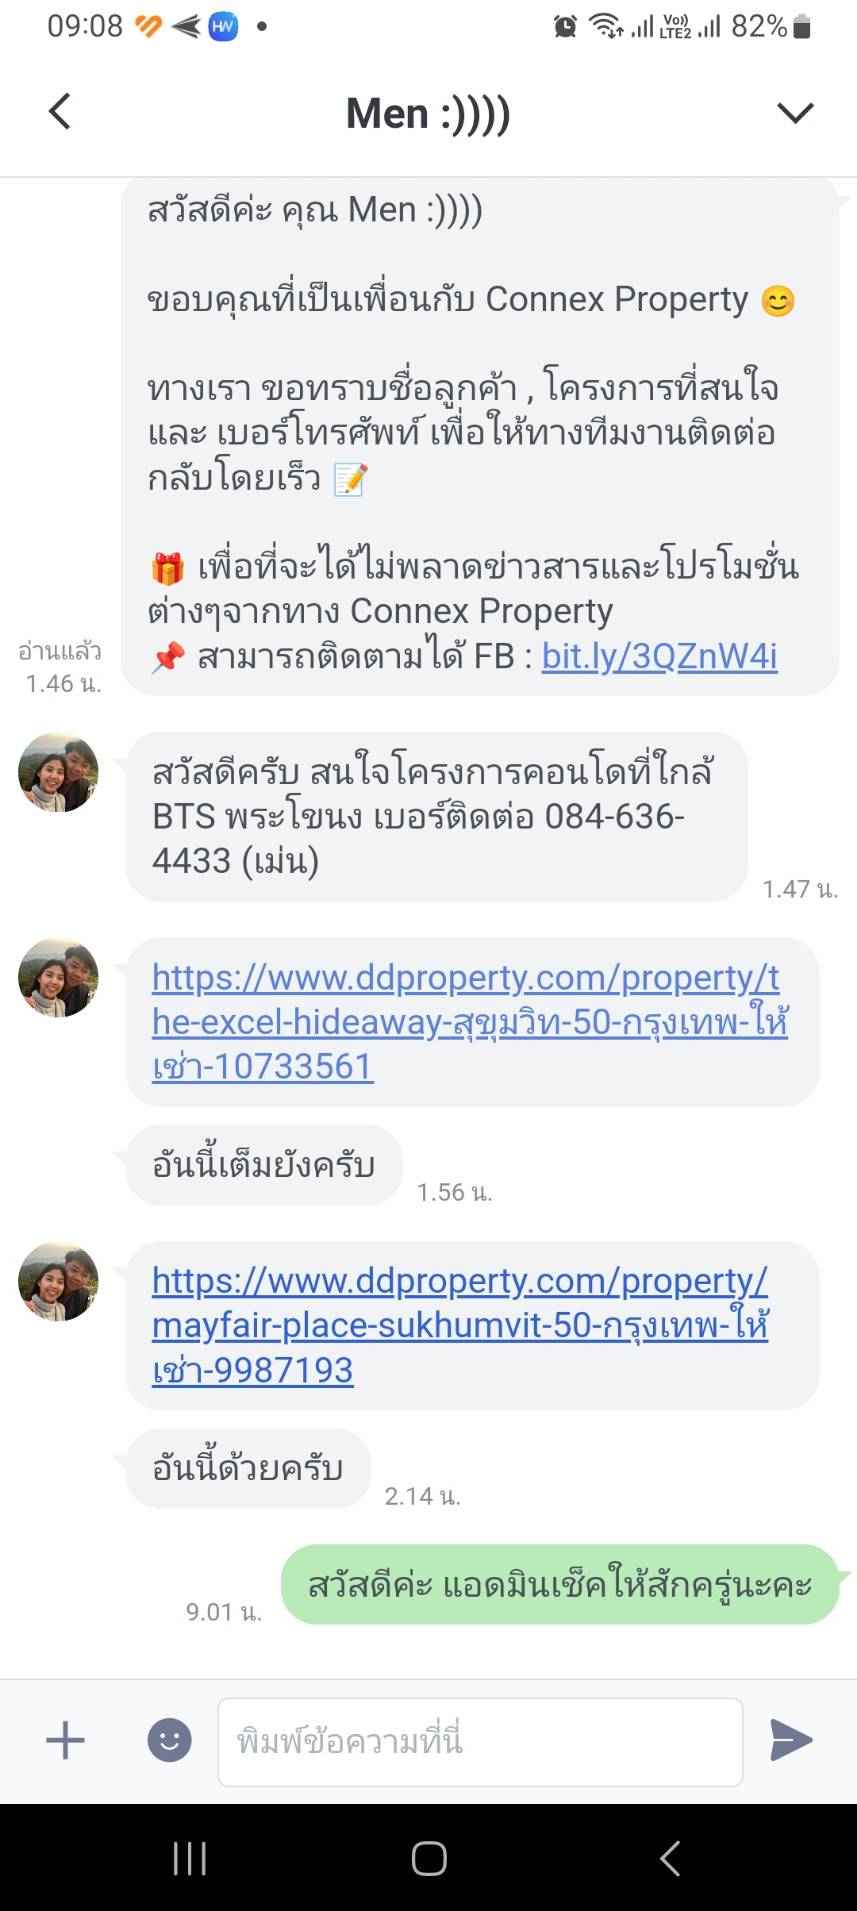 09:08 HW 82%
Vo)) LTE2
Men :))))
สวัสดีค่ะ คุณ Men :))))
ขอบคุณที่เป็นเพื่อนกับ Connex Property 😊
ทางเรา ขอทราบชื่อลูกค้า , โครงการที่สนใจ
และ เบอร์โทรศัพท์ เพื่อให้ทางทีมงานติดต่อ
กลับโดยเร็ว 📝
🎁 เพื่อที่จะได้ไม่พลาดข่าวสารและโปรโมชั่น
ต่างๆจากทาง Connex Property
📌 สามารถติดตามได้ FB : bit.ly/3QZnW4i
อ่านแล้ว
1.46 น.
สวัสดีครับ สนใจโครงการคอนโดที่ใกล้
BTS พระโขนง เบอร์ติดต่อ 084-636-
4433 (เม่น)
1.47 น.
https://www.ddproperty.com/property/t
he-excel-hideaway-สุขุมวิท-50-กรุงเทพ-ให้
เช่า-10733561
อันนี้เต็มยังครับ
1.56 น.
https://www.ddproperty.com/property/
mayfair-place-sukhumvit-50-กรุงเทพ-ให้
เช่า-9987193
อันนี้ด้วยครับ
2.14 น.
สวัสดีค่ะ แอดมินเช็คให้สักครู่นะคะ
9.01 น.
พิมพ์ข้อความที่นี่